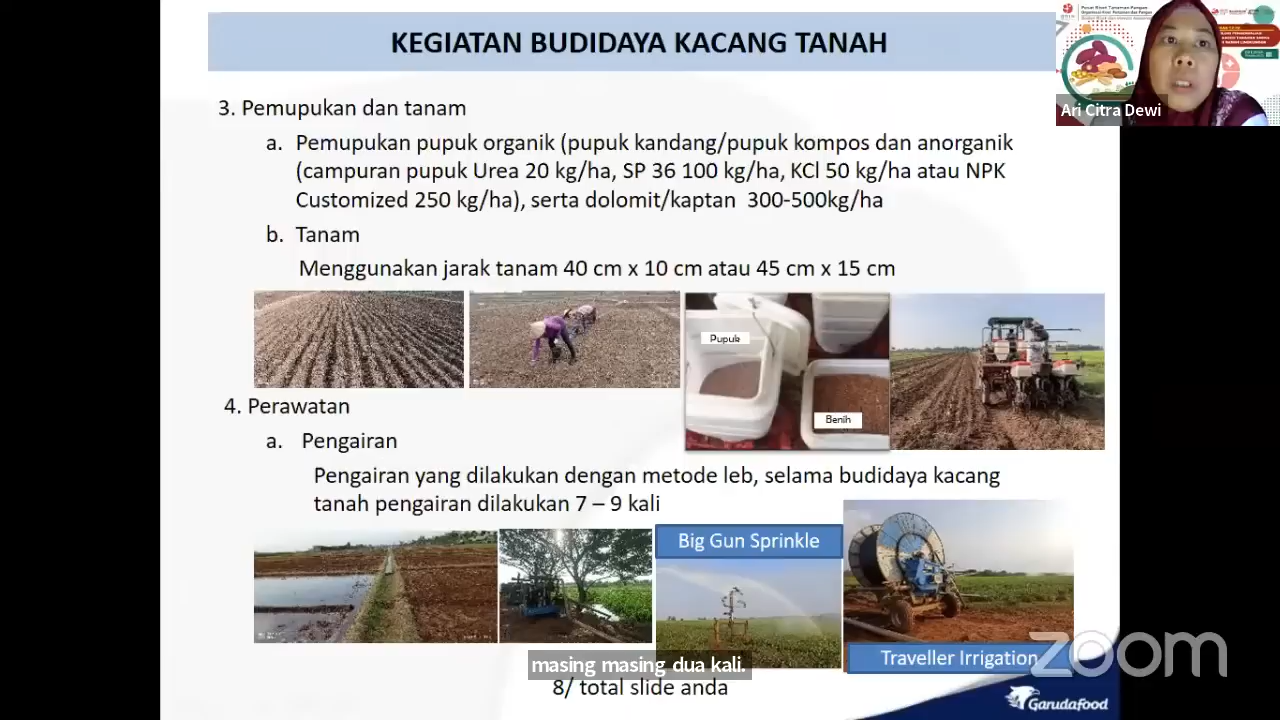 KEGIATAN BUDIDAYA KACANG TANAH
Ari Citra Dewi
3. Pemupukan dan tanam
a. Pemupukan pupuk organik (pupuk kandang/pupuk kompos dan anorganik
(campuran pupuk Urea 20 kg/ha, SP 36 100 kg/ha, KCl 50 kg/ha atau NPK
Customized 250 kg/ha), serta dolomit/kaptan 300-500kg/ha
b. Tanam
Menggunakan jarak tanam 40 cm x 10 cm atau 45 cm x 15 cm
Pupuk
Benih
4. Perawatan
a. Pengairan
Pengairan yang dilakukan dengan metode leb, selama budidaya kacang
tanah pengairan dilakukan 7 – 9 kali
Big Gun Sprinkle
Traveller Irrigation
zoom
masing masing dua kali.
8/ total slide anda
Garudafood